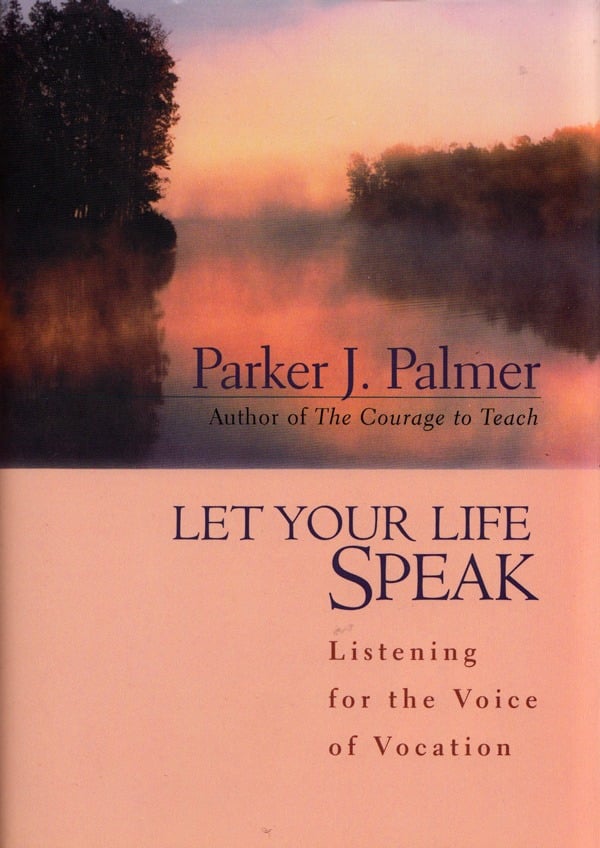 Parker J. Palmer
Author of The Courage to Teach
LET YOUR LIFE
SPEAK
Listening
for the Voice
of Vocation